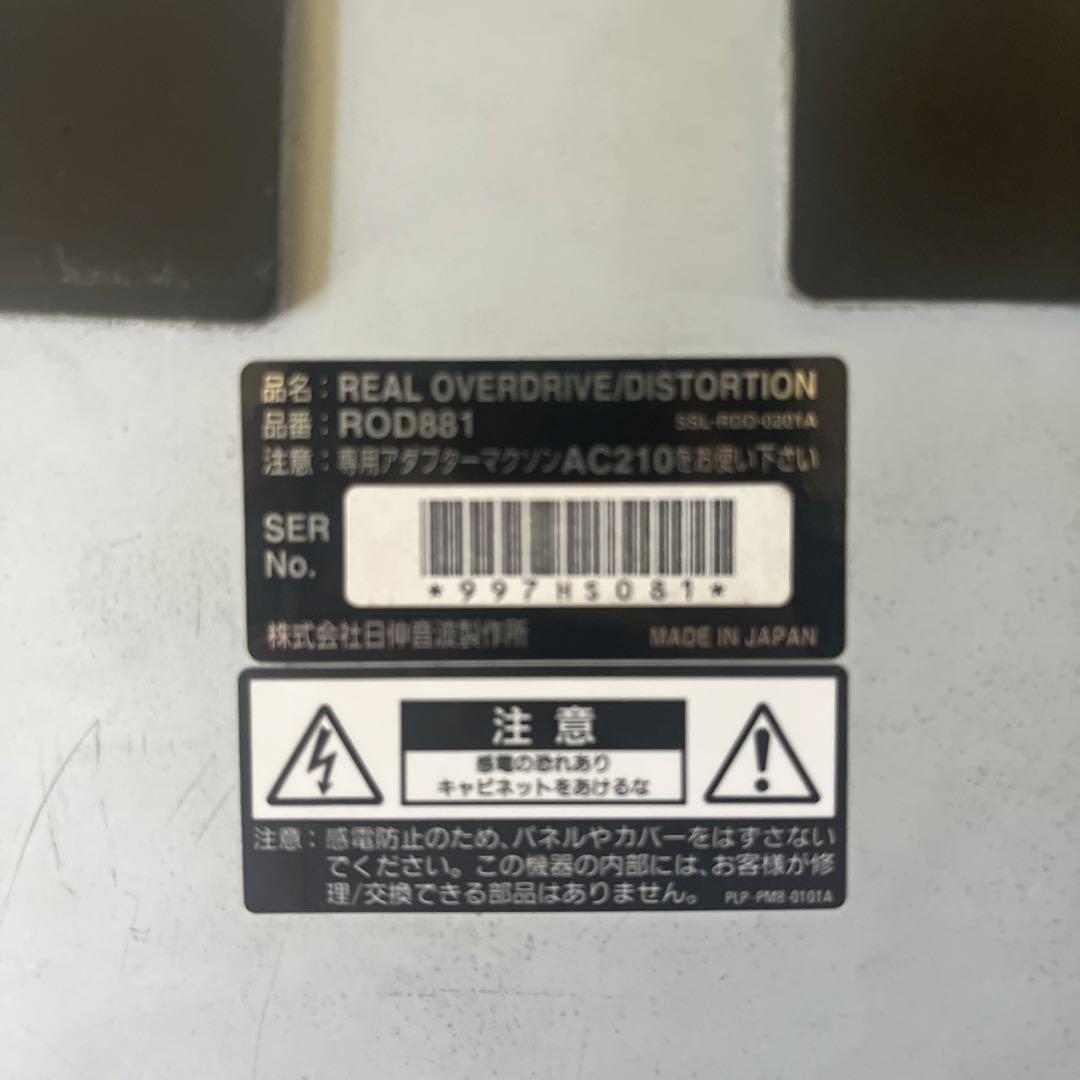 品名：REAL OVERDRIVE/DISTORTION
品番：ROD881 SSL-ROD-0201A
注意：専用アダプターマクソンAC210をお使い下さい
SER
No.
*997HS081*
株式会社日伸音波製作所 MADE IN JAPAN
注意
感電の恐れあり
キャビネットをあけるな
注意：感電防止のため、パネルやカバーをはずさない
でください。この機器の内部には、お客様が修
理/交換できる部品はありません。 PLP-PM8-0101A